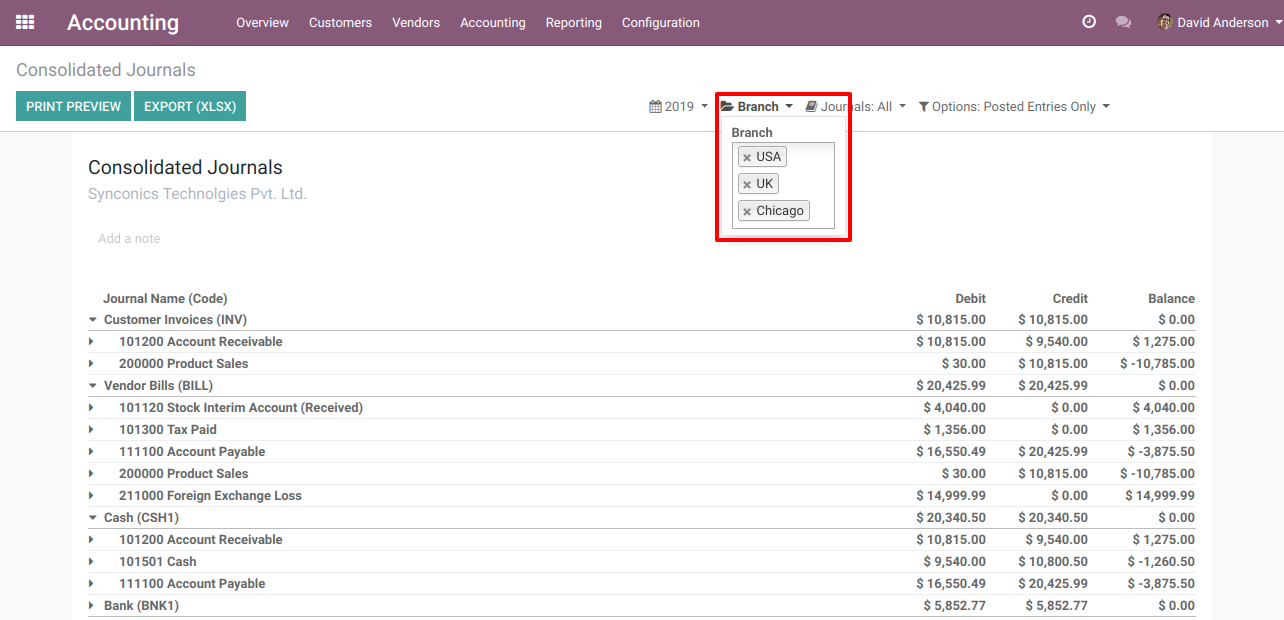 Accounting Overview Customers Vendors Accounting Reporting Configuration David Anderson
Consolidated Journals
PRINT PREVIEW EXPORT (XLSX) 2019 Branch Journals: All Options: Posted Entries Only
Branch
× USA
× UK
× Chicago
Consolidated Journals
Synconics Technolgies Pvt. Ltd.
Add a note
Journal Name (Code) Debit Credit Balance
Customer Invoices (INV) $ 10,815.00 $ 10,815.00 $ 0.00
101200 Account Receivable $ 10,815.00 $ 9,540.00 $ 1,275.00
200000 Product Sales $ 30.00 $ 10,815.00 $ -10,785.00
Vendor Bills (BILL) $ 20,425.99 $ 20,425.99 $ 0.00
101120 Stock Interim Account (Received) $ 4,040.00 $ 0.00 $ 4,040.00
101300 Tax Paid $ 1,356.00 $ 0.00 $ 1,356.00
111100 Account Payable $ 16,550.49 $ 20,425.99 $ -3,875.50
200000 Product Sales $ 30.00 $ 10,815.00 $ -10,785.00
211000 Foreign Exchange Loss $ 14,999.99 $ 0.00 $ 14,999.99
Cash (CSH1) $ 20,340.50 $ 20,340.50 $ 0.00
101200 Account Receivable $ 10,815.00 $ 9,540.00 $ 1,275.00
101501 Cash $ 9,540.00 $ 10,800.50 $ -1,260.50
111100 Account Payable $ 16,550.49 $ 20,425.99 $ -3,875.50
Bank (BNK1) $ 5,852.77 $ 5,852.77 $ 0.00